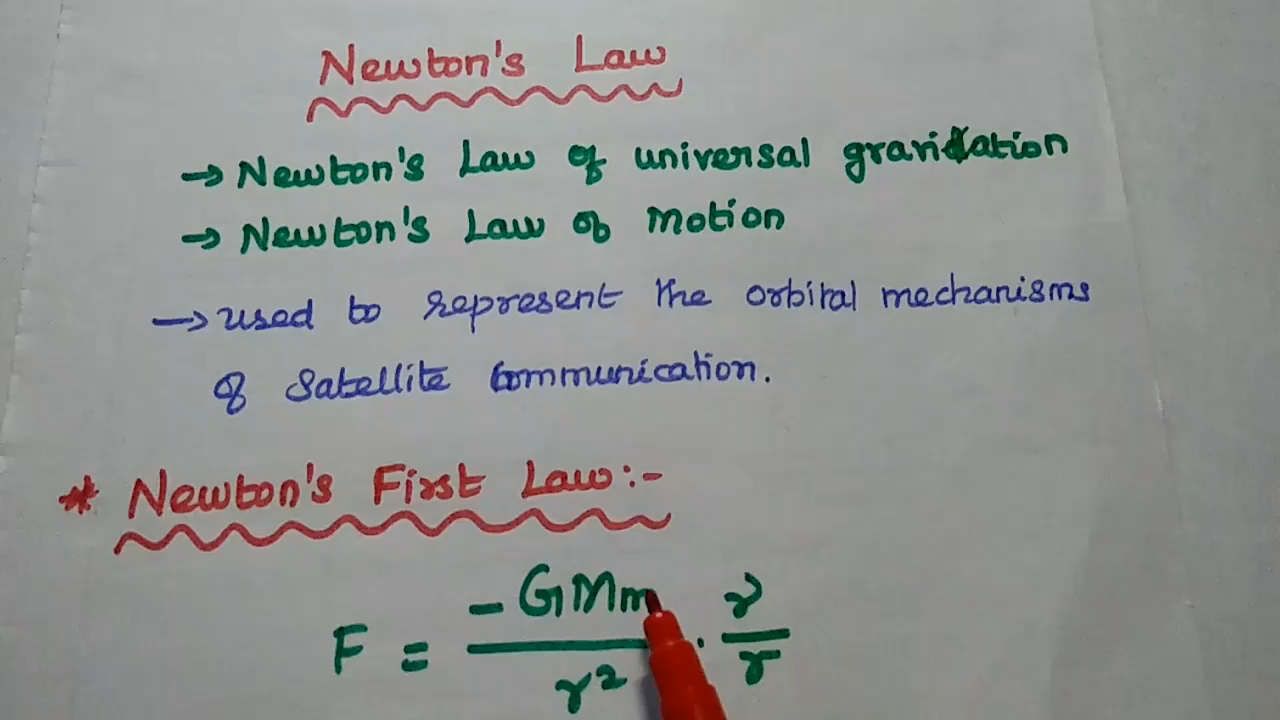 Newton's Law
→ Newton's Law of universal gravitation
→ Newton's Law of Motion
→ used to represent the orbital mechanisms
of Satellite Communication.
* Newton's First Law:-
F = -GMm/r² · r/r